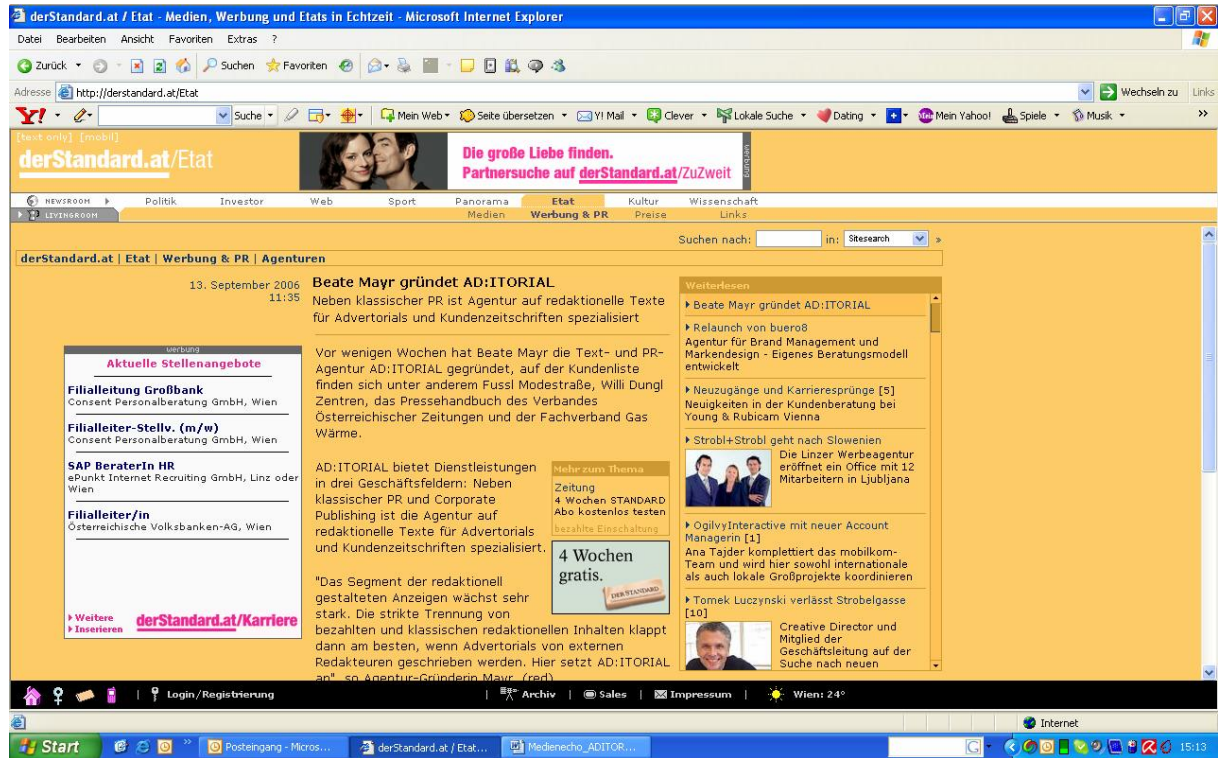 derStandard.at / Etat - Medien, Werbung und Etats in Echtzeit - Microsoft Internet Explorer
Datei Bearbeiten Ansicht Favoriten Extras ?
Zurück Suchen Favoriten
Adresse http://derstandard.at/Etat Wechseln zu Links
Y! Suche Mein Web Seite übersetzen Y! Mail Clever Lokale Suche Dating Mein Yahoo! Spiele Musik »
[text only] [mobil]
derStandard.at/Etat
Die große Liebe finden.
Partnersuche auf derStandard.at/ZuZweit
werbung
NEWSROOM Politik Investor Web Sport Panorama Etat Kultur Wissenschaft
LIVINGROOM Medien Werbung & PR Preise Links
Suchen nach: in: Sitesearch »
derStandard.at | Etat | Werbung & PR | Agenturen
13. September 2006
11:35
werbung
Aktuelle Stellenangebote
Filialleitung Großbank
Consent Personalberatung GmbH, Wien
Filialleiter-Stellv. (m/w)
Consent Personalberatung GmbH, Wien
SAP BeraterIn HR
ePunkt Internet Recruiting GmbH, Linz oder
Wien
Filialleiter/in
Österreichische Volksbanken-AG, Wien
Weitere
Inserieren
derStandard.at/Karriere
Beate Mayr gründet AD:ITORIAL
Neben klassischer PR ist Agentur auf redaktionelle Texte
für Advertorials und Kundenzeitschriften spezialisiert
Vor wenigen Wochen hat Beate Mayr die Text- und PR-
Agentur AD:ITORIAL gegründet, auf der Kundenliste
finden sich unter anderem Fussl Modestraße, Willi Dungl
Zentren, das Pressehandbuch des Verbandes
Österreichischer Zeitungen und der Fachverband Gas
Wärme.
AD:ITORIAL bietet Dienstleistungen
in drei Geschäftsfeldern: Neben
klassischer PR und Corporate
Publishing ist die Agentur auf
redaktionelle Texte für Advertorials
und Kundenzeitschriften spezialisiert.
"Das Segment der redaktionell
gestalteten Anzeigen wächst sehr
stark. Die strikte Trennung von
bezahlten und klassischen redaktionellen Inhalten klappt
dann am besten, wenn Advertorials von externen
Redakteuren geschrieben werden. Hier setzt AD:ITORIAL
an", so Agentur-Gründerin Mayr. (red)
Mehr zum Thema
Zeitung
4 Wochen STANDARD
Abo kostenlos testen
bezahlte Einschaltung
4 Wochen
gratis.
DER STANDARD
Weiterlesen
Beate Mayr gründet AD:ITORIAL
Relaunch von buero8
Agentur für Brand Management und
Markendesign - Eigenes Beratungsmodell
entwickelt
Neuzugänge und Karrieresprünge [5]
Neuigkeiten in der Kundenberatung bei
Young & Rubicam Vienna
Strobl+Strobl geht nach Slowenien
Die Linzer Werbeagentur
eröffnet ein Office mit 12
Mitarbeitern in Ljubljana
OgilvyInteractive mit neuer Account
Managerin [1]
Ana Tajder komplettiert das mobilkom-
Team und wird hier sowohl internationale
als auch lokale Großprojekte koordinieren
Tomek Luczynski verlässt Strobelgasse
[10]
Creative Director und
Mitglied der
Geschäftsleitung auf der
Suche nach neuen
| Login/Registrierung | Archiv | Sales | Impressum | Wien: 24°
Internet
Start » Posteingang - Micros... derStandard.at / Etat... Medienecho_ADITOR... 15:13